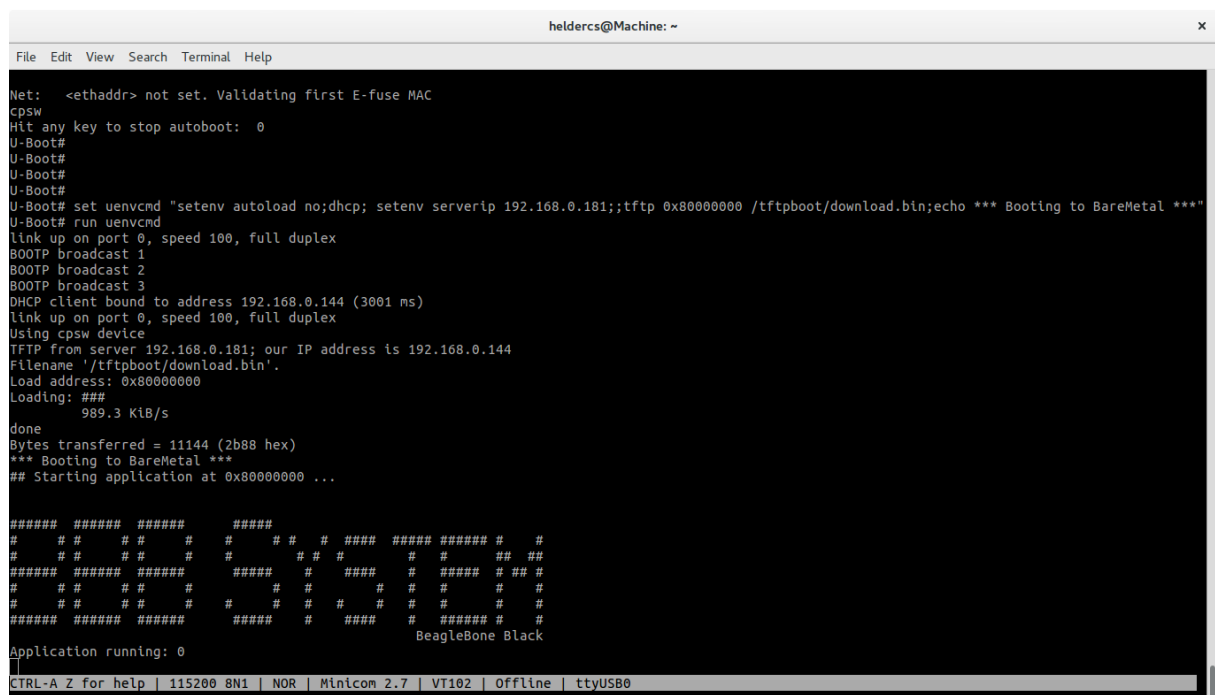 heldercs@Machine: ~
×
File Edit View Search Terminal Help
Net:   <ethaddr> not set. Validating first E-fuse MAC
cpsw
Hit any key to stop autoboot:  0
U-Boot#
U-Boot#
U-Boot#
U-Boot#
U-Boot# set uenvcmd "setenv autoload no;dhcp; setenv serverip 192.168.0.181;;tftp 0x80000000 /tftpboot/download.bin;echo *** Booting to BareMetal ***"
U-Boot# run uenvcmd
link up on port 0, speed 100, full duplex
BOOTP broadcast 1
BOOTP broadcast 2
BOOTP broadcast 3
DHCP client bound to address 192.168.0.144 (3001 ms)
link up on port 0, speed 100, full duplex
Using cpsw device
TFTP from server 192.168.0.181; our IP address is 192.168.0.144
Filename '/tftpboot/download.bin'.
Load address: 0x80000000
Loading: ###
         989.3 KiB/s
done
Bytes transferred = 11144 (2b88 hex)
*** Booting to BareMetal ***
## Starting application at 0x80000000 ...
BBB SYSTEM
BeagleBone Black
Application running: 0
CTRL-A Z for help | 115200 8N1 | NOR | Minicom 2.7 | VT102 | Offline | ttyUSB0